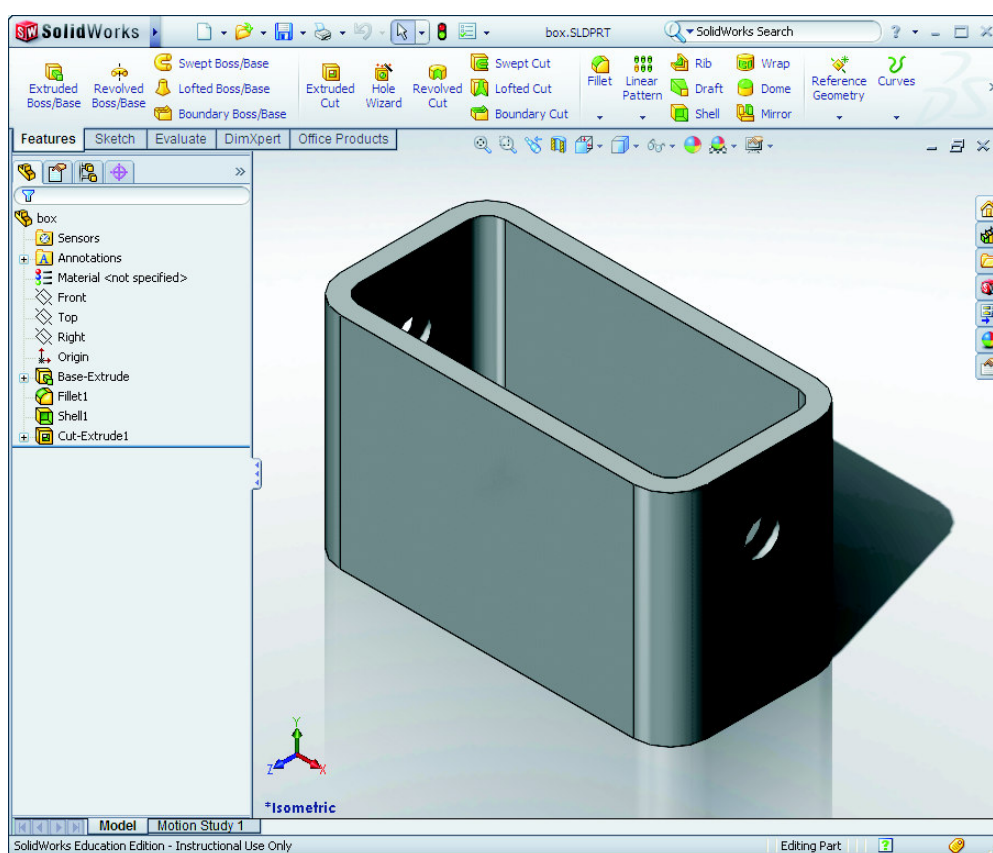 SolidWorks box.SLDPRT SolidWorks Search ?
Swept Boss/Base Swept Cut Rib Wrap
Extruded Boss/Base Revolved Boss/Base Lofted Boss/Base Extruded Cut Hole Wizard Revolved Cut Lofted Cut Fillet Linear Pattern Draft Dome Reference Geometry Curves
Boundary Boss/Base Boundary Cut Shell Mirror
Features Sketch Evaluate DimXpert Office Products
box
Sensors
A Annotations
Material <not specified>
Front
Top
Right
Origin
Base-Extrude
Fillet1
Shell1
Cut-Extrude1
Y
Z X
*Isometric
Model Motion Study 1
SolidWorks Education Edition - Instructional Use Only Editing Part ?